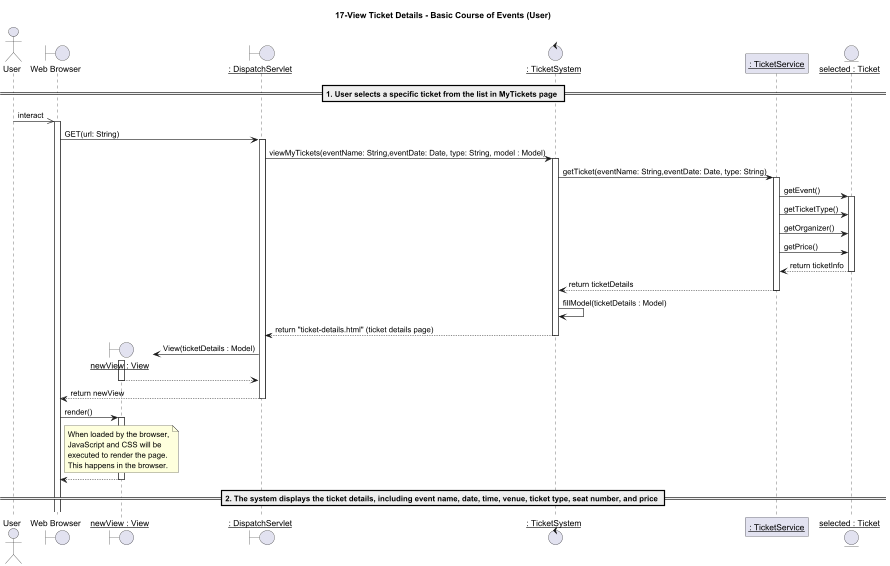 17-View Ticket Details - Basic Course of Events (User)
User
Web Browser
: DispatchServlet
: TicketSystem
: TicketService
selected : Ticket
1. User selects a specific ticket from the list in MyTickets page
interact
GET(url: String)
viewMyTickets(eventName: String,eventDate: Date, type: String, model : Model)
getTicket(eventName: String,eventDate: Date, type: String)
getEvent()
getTicketType()
getOrganizer()
getPrice()
return ticketInfo
return ticketDetails
fillModel(ticketDetails : Model)
return "ticket-details.html" (ticket details page)
View(ticketDetails : Model)
newView : View
return newView
render()
When loaded by the browser,
JavaScript and CSS will be
executed to render the page.
This happens in the browser.
2. The system displays the ticket details, including event name, date, time, venue, ticket type, seat number, and price
User
Web Browser
newView : View
: DispatchServlet
: TicketSystem
: TicketService
selected : Ticket